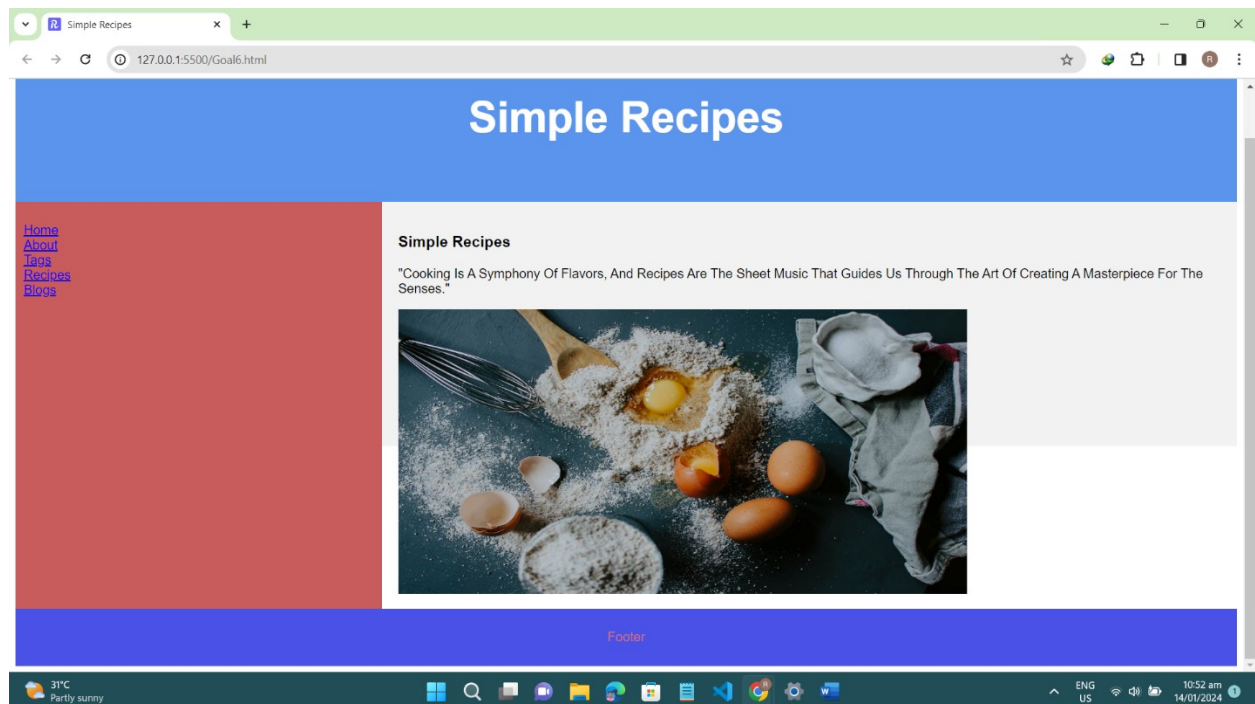 Simple Recipes
127.0.0.1:5500/Goal6.html
R
Simple Recipes
Home
About
Tags
Recipes
Blogs
Simple Recipes
"Cooking Is A Symphony Of Flavors, And Recipes Are The Sheet Music That Guides Us Through The Art Of Creating A Masterpiece For The
Senses."
Footer
31°C
Partly sunny
ENG
US
10:52 am
14/01/2024
1